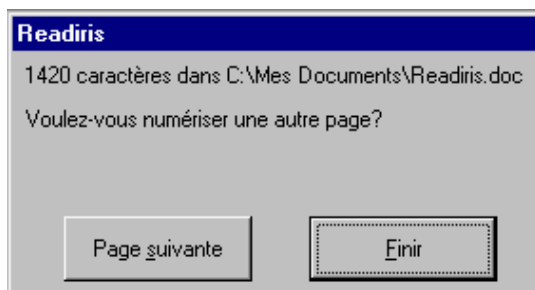 Readiris
1420 caractères dans C:\Mes Documents\Readiris.doc
Voulez-vous numériser une autre page?
Page suivante
Finir